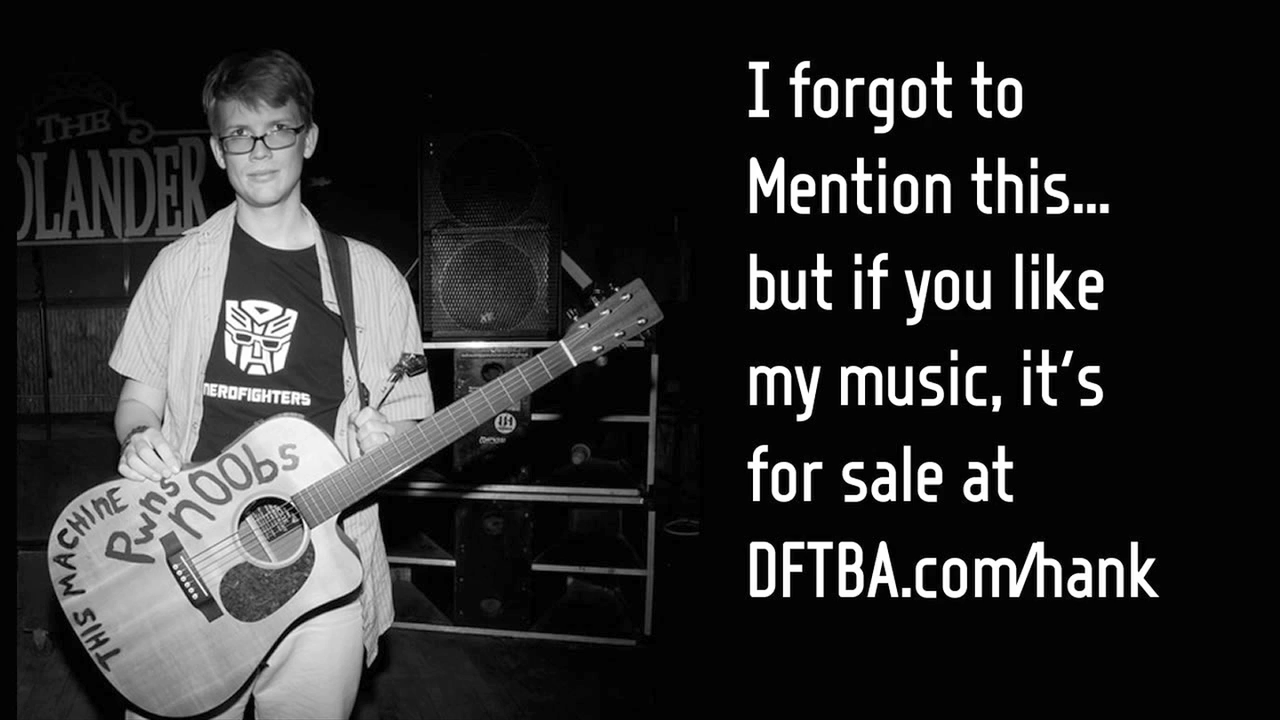 THE
OLANDER
NERDFIGHTERS
THIS MACHINE
pwns
n00bs
I forgot to
Mention this...
but if you like
my music, it's
for sale at
DFTBA.com/hank